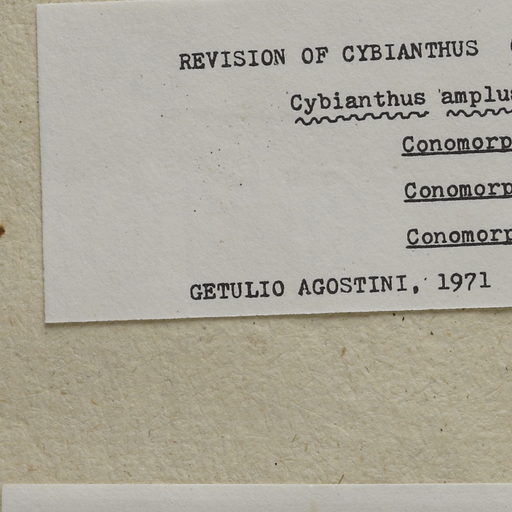 REVISION OF CYBIANTHUS
Cybianthus amplus
Conomorp
Conomorp
Conomorp
GETULIO AGOSTINI, 1971